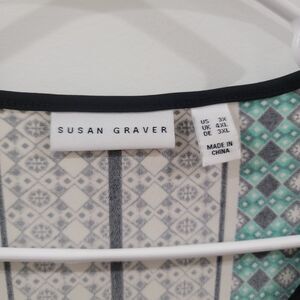 SUSAN GRAVER
US 3X
UK 4XL
DE 3XL
MADE IN
CHINA